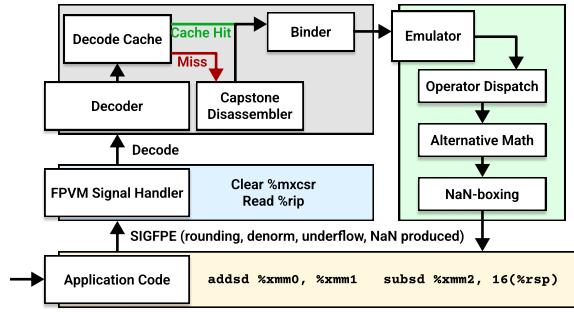 Decode Cache
Cache Hit
Miss
Binder
Emulator
Decoder
Capstone
Disassembler
Operator Dispatch
Alternative Math
NaN-boxing
Decode
FPVM Signal Handler
Clear %mxcsr
Read %rip
SIGFPE (rounding, denorm, underflow, NaN produced)
Application Code
addsd %xmm0, %xmm1 subsd %xmm2, 16(%rsp)